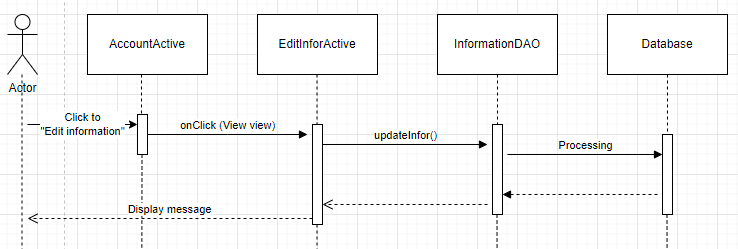 AccountActive
EditInforActive
InformationDAO
Database
Actor
Click to
"Edit information"
onClick (View view)
updateInfor()
Processing
Display message